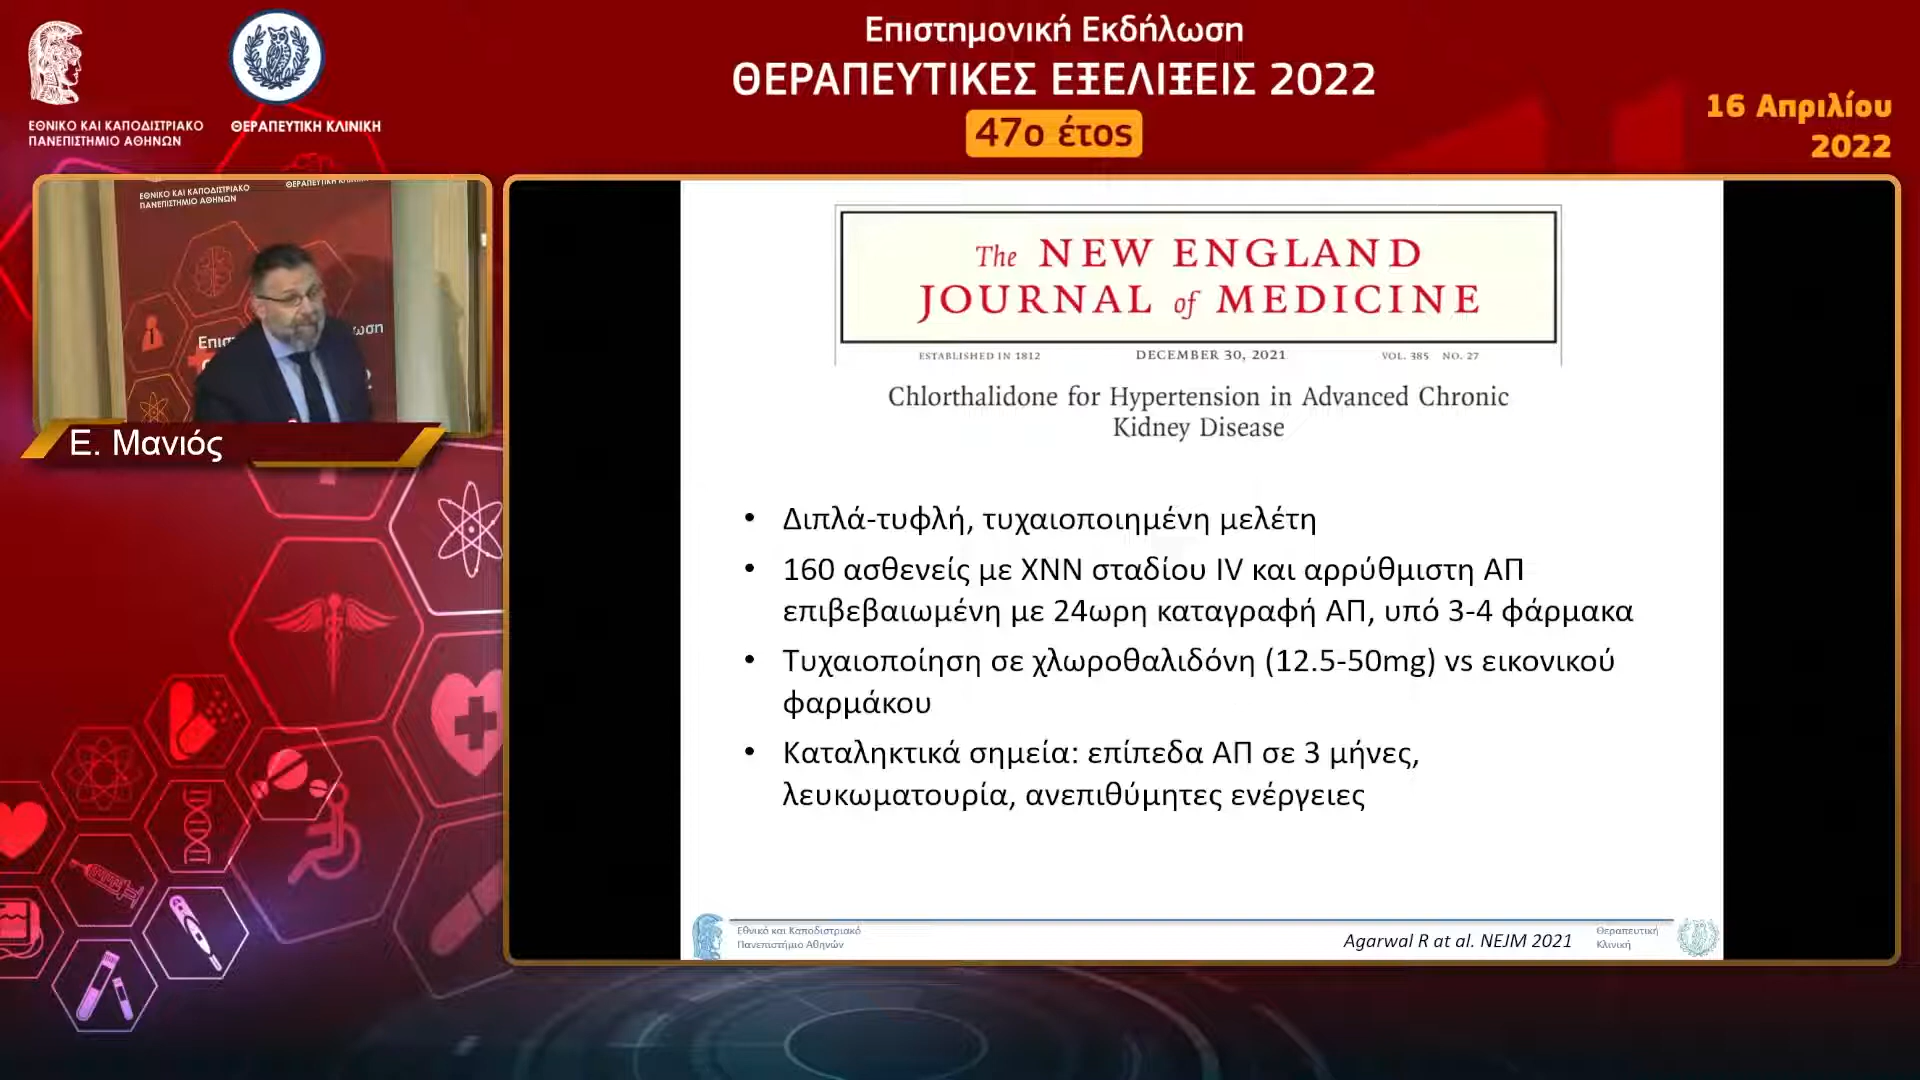 Επιστημονική Εκδήλωση
ΘΕΡΑΠΕΥΤΙΚΕΣ ΕΞΕΛΙΞΕΙΣ 2022
47ο έτος
16 Απριλίου
2022
ΕΘΝΙΚΟ ΚΑΙ ΚΑΠΟΔΙΣΤΡΙΑΚΟ
ΠΑΝΕΠΙΣΤΗΜΙΟ ΑΘΗΝΩΝ
ΘΕΡΑΠΕΥΤΙΚΗ ΚΛΙΝΙΚΗ
ΕΘΝΙΚΟ ΚΑΙ ΚΑΠΟΔΙΣΤΡΙΑΚΟ
ΠΑΝΕΠΙΣΤΗΜΙΟ ΑΘΗΝΩΝ
Ε. Μανιός
The NEW ENGLAND
JOURNAL of MEDICINE
ESTABLISHED IN 1812 DECEMBER 30, 2021 VOL. 385 NO. 27
Chlorthalidone for Hypertension in Advanced Chronic
Kidney Disease
• Διπλά-τυφλή, τυχαιοποιημένη μελέτη
• 160 ασθενείς με ΧΝΝ σταδίου IV και αρρύθμιστη ΑΠ
επιβεβαιωμένη με 24ωρη καταγραφή ΑΠ, υπό 3-4 φάρμακα
• Τυχαιοποίηση σε χλωροθαλιδόνη (12.5-50mg) vs εικονικού
φαρμάκου
• Καταληκτικά σημεία: επίπεδα ΑΠ σε 3 μήνες,
λευκωματουρία, ανεπιθύμητες ενέργειες
Εθνικό και Καποδιστριακό
Πανεπιστήμιο Αθηνών
Agarwal R at al. NEJM 2021
Θεραπευτική
Κλινική